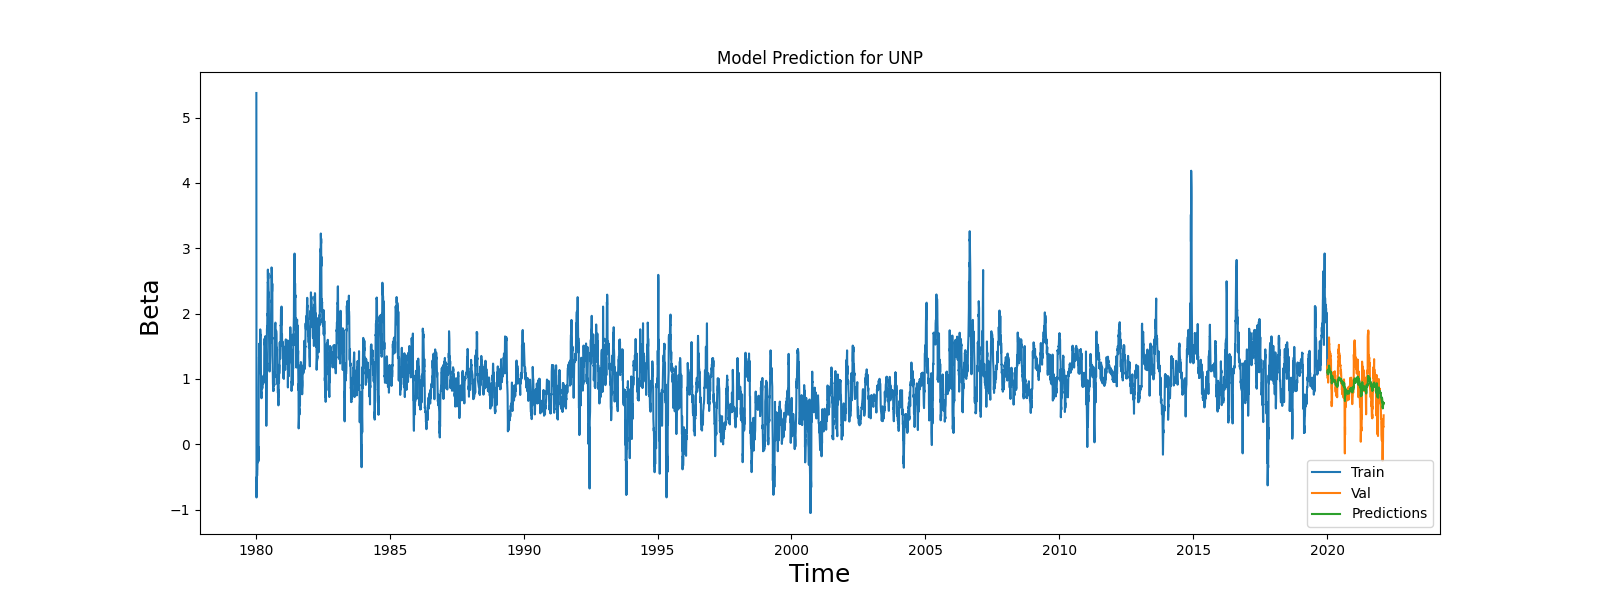 Model Prediction for UNP
Beta
5
4
3
2
1
0
−1
1980 1985 1990 1995 2000 2005 2010 2015 2020
Time
Train
Val
Predictions